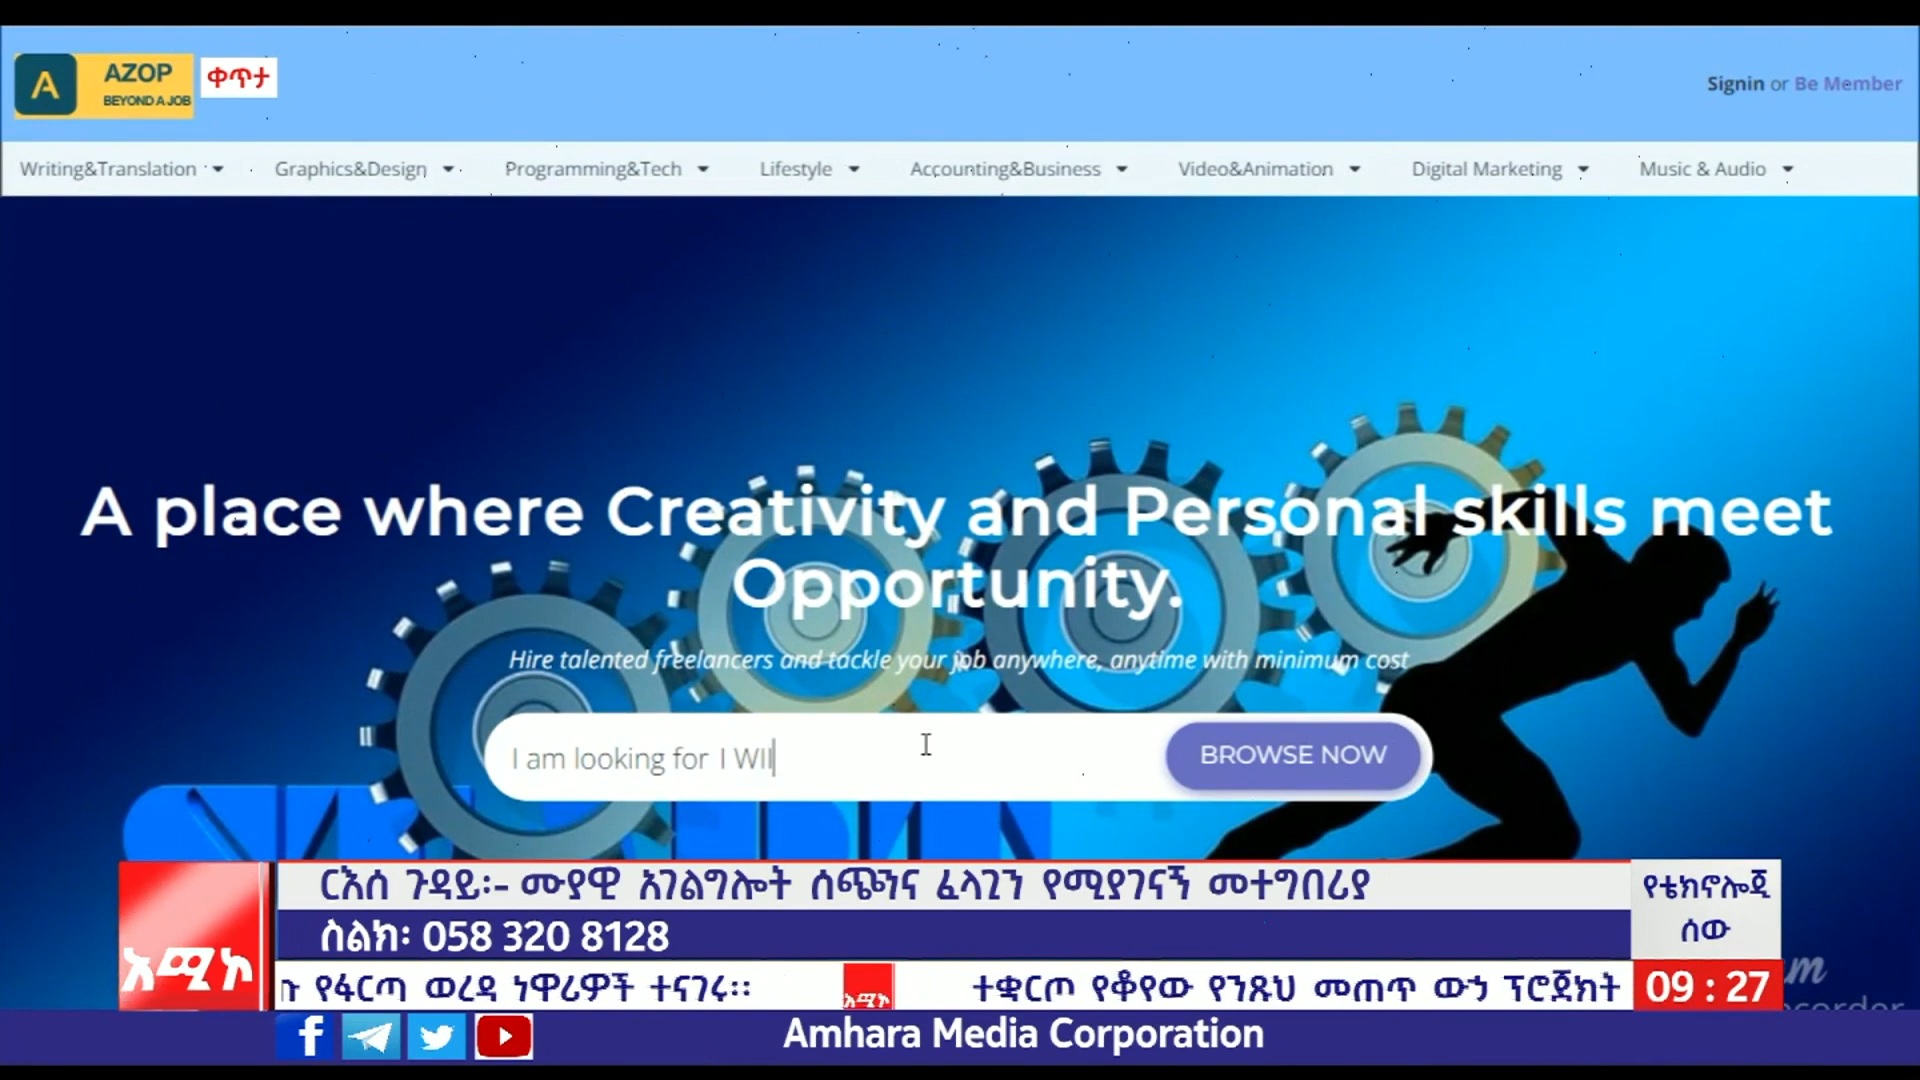 A
AZOP
BEYOND A JOB
ቀጥታ
Signin or Be Member
Writing&Translation
Graphics&Design
Programming&Tech
Lifestyle
Accounting&Business
Video&Animation
Digital Marketing
Music & Audio
A place where Creativity and Personal skills meet
Opportunity.
Hire talented freelancers and tackle your job anywhere, anytime with minimum cost
I am looking for I WIl
BROWSE NOW
ርእሰ ጉዳይ፡- ሙያዊ አገልግሎት ሰጭንና ፈላጊን የሚያገናኝ መተግበሪያ
የቴክኖሎጂ
ሰው
ስልክ፡ 058 320 8128
አሚኮ
የፋርጣ ወረዳ ነዋሪዎች ተናገሩ።
አሚኮ
ተቋርጦ የቆየው የንጹህ መጠጥ ውኃ ፕሮጀክት
09 : 27
Amhara Media Corporation